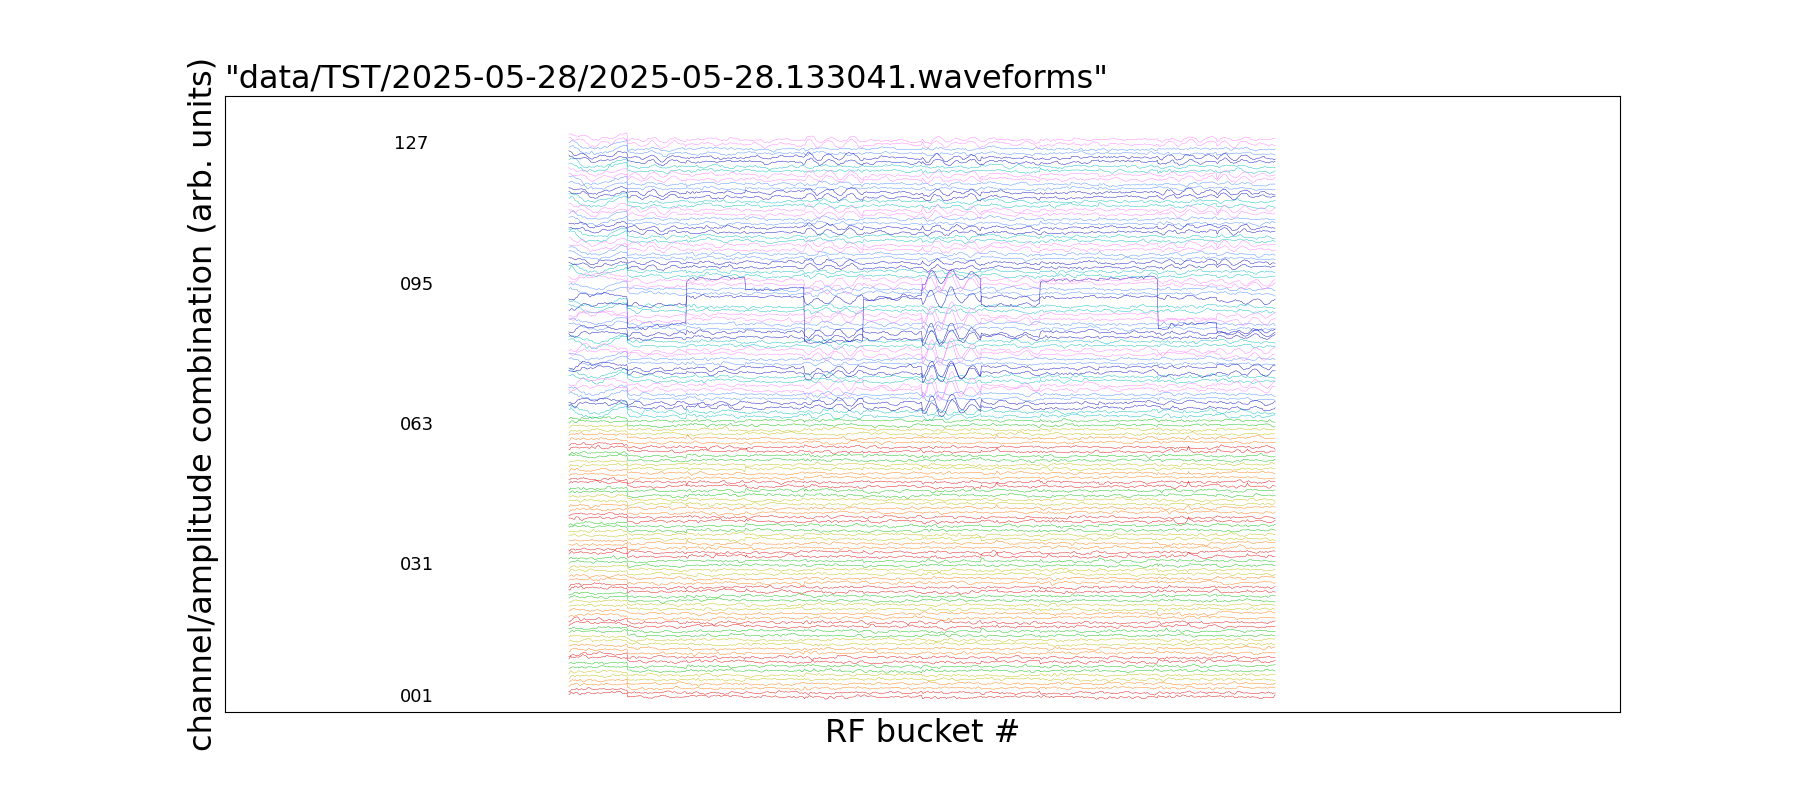 "data/TST/2025-05-28/2025-05-28.133041.waveforms"
channel/amplitude combination (arb. units)
127
095
063
031
001
RF bucket #